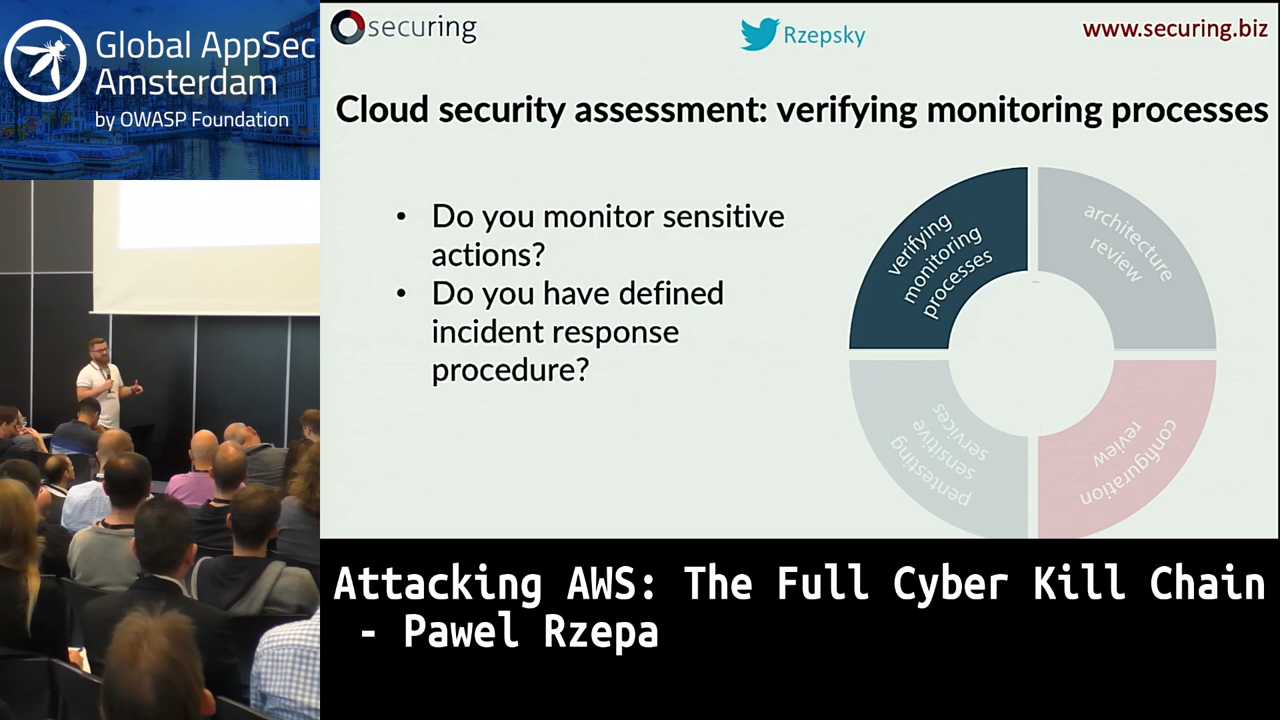 Global AppSec
Amsterdam
by OWASP Foundation
securing
Rzepsky
www.securing.biz
Cloud security assessment: verifying monitoring processes
• Do you monitor sensitive
actions?
• Do you have defined
incident response
procedure?
verifying
monitoring
processes
architecture
review
pentesting
sensitive
services
configuration
review
Attacking AWS: The Full Cyber Kill Chain
- Pawel Rzepa